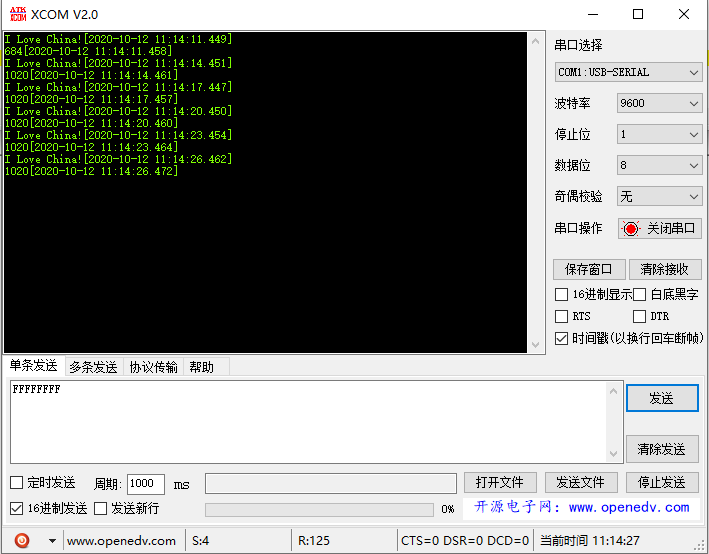 ATK
XCOM
XCOM V2.0
I Love China![2020-10-12 11:14:11.449]
684[2020-10-12 11:14:11.458]
I Love China![2020-10-12 11:14:14.451]
1020[2020-10-12 11:14:14.461]
I Love China![2020-10-12 11:14:17.447]
1020[2020-10-12 11:14:17.457]
I Love China![2020-10-12 11:14:20.450]
1020[2020-10-12 11:14:20.460]
I Love China![2020-10-12 11:14:23.454]
1020[2020-10-12 11:14:23.464]
I Love China![2020-10-12 11:14:26.462]
1020[2020-10-12 11:14:26.472]
串口选择
COM1:USB-SERIAL
波特率 9600
停止位 1
数据位 8
奇偶校验 无
串口操作 关闭串口
保存窗口 清除接收
16进制显示 白底黑字
RTS DTR
时间戳(以换行回车断帧)
单条发送 多条发送 协议传输 帮助
FFFFFFFF
发送
清除发送
定时发送 周期: 1000 ms 打开文件 发送文件 停止发送
16进制发送 发送新行 0% 开源电子网: www.openedv.com
www.openedv.com S:4 R:125 CTS=0 DSR=0 DCD=0 当前时间 11:14:27